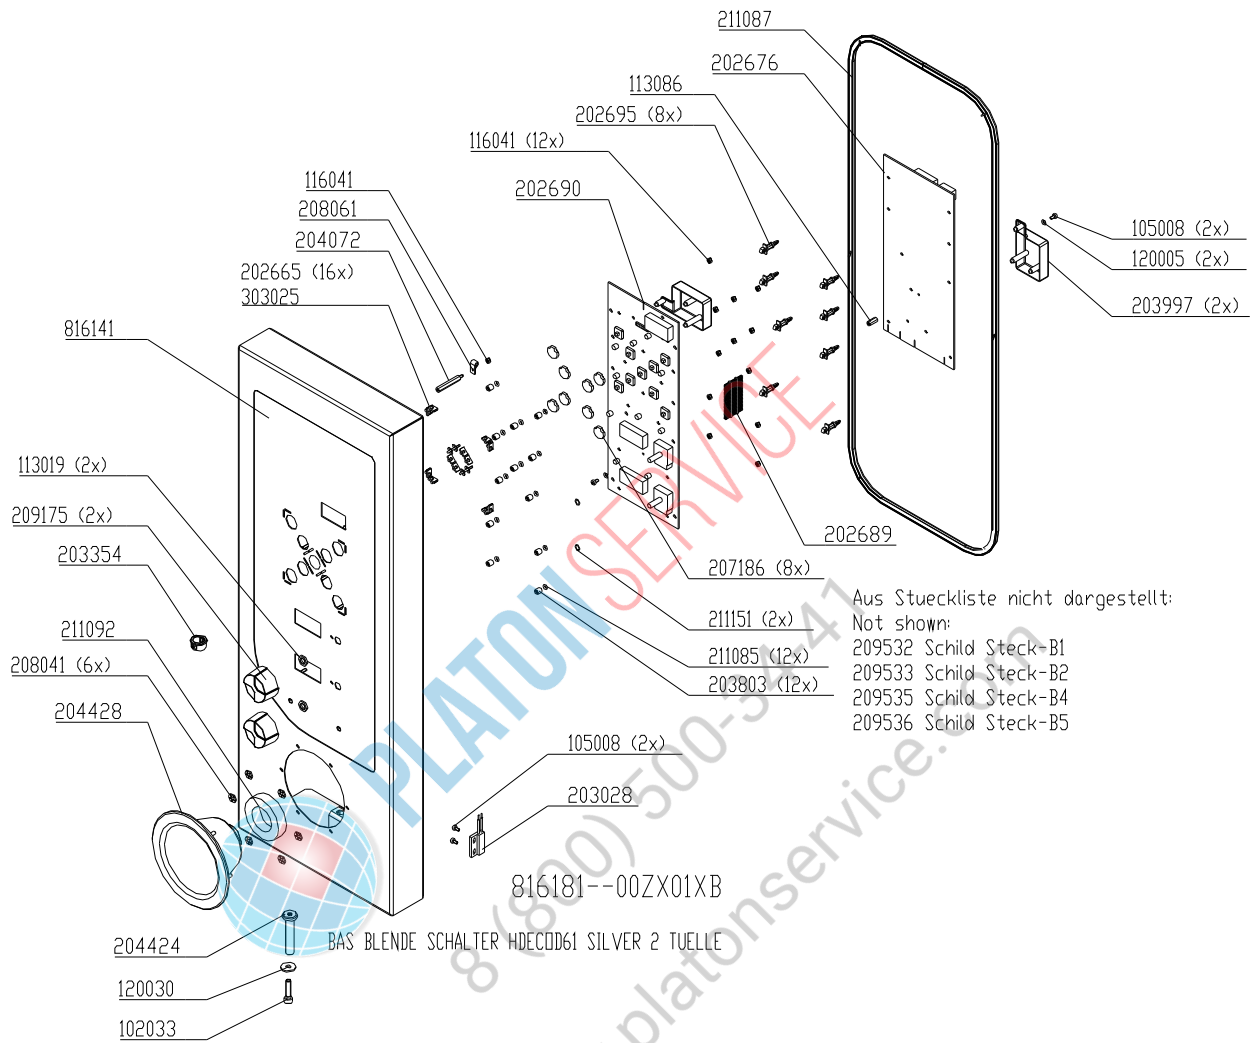 211087
202676
113086
202695 (8x)
116041 (12x)
116041
202690
208061
204072
202665 (16x)
303025
816141
105008 (2x)
120005 (2x)
203997 (2x)
113019 (2x)
209175 (2x)
203354
211092
208041 (6x)
204428
202689
207186 (8x)
211151 (2x)
211085 (12x)
203803 (12x)
Aus Stueckliste nicht dargestellt:
Not shown:
209532 Schild Steck-B1
209533 Schild Steck-B2
209535 Schild Steck-B4
209536 Schild Steck-B5
105008 (2x)
203028
816181--00ZX01XB
BAS BLENDE SCHALTER HDECOD61 SILVER 2 TUELLE
204424
120030
102033
PLATONSERVICE
8 (800) 500-34-41
platonservice.com